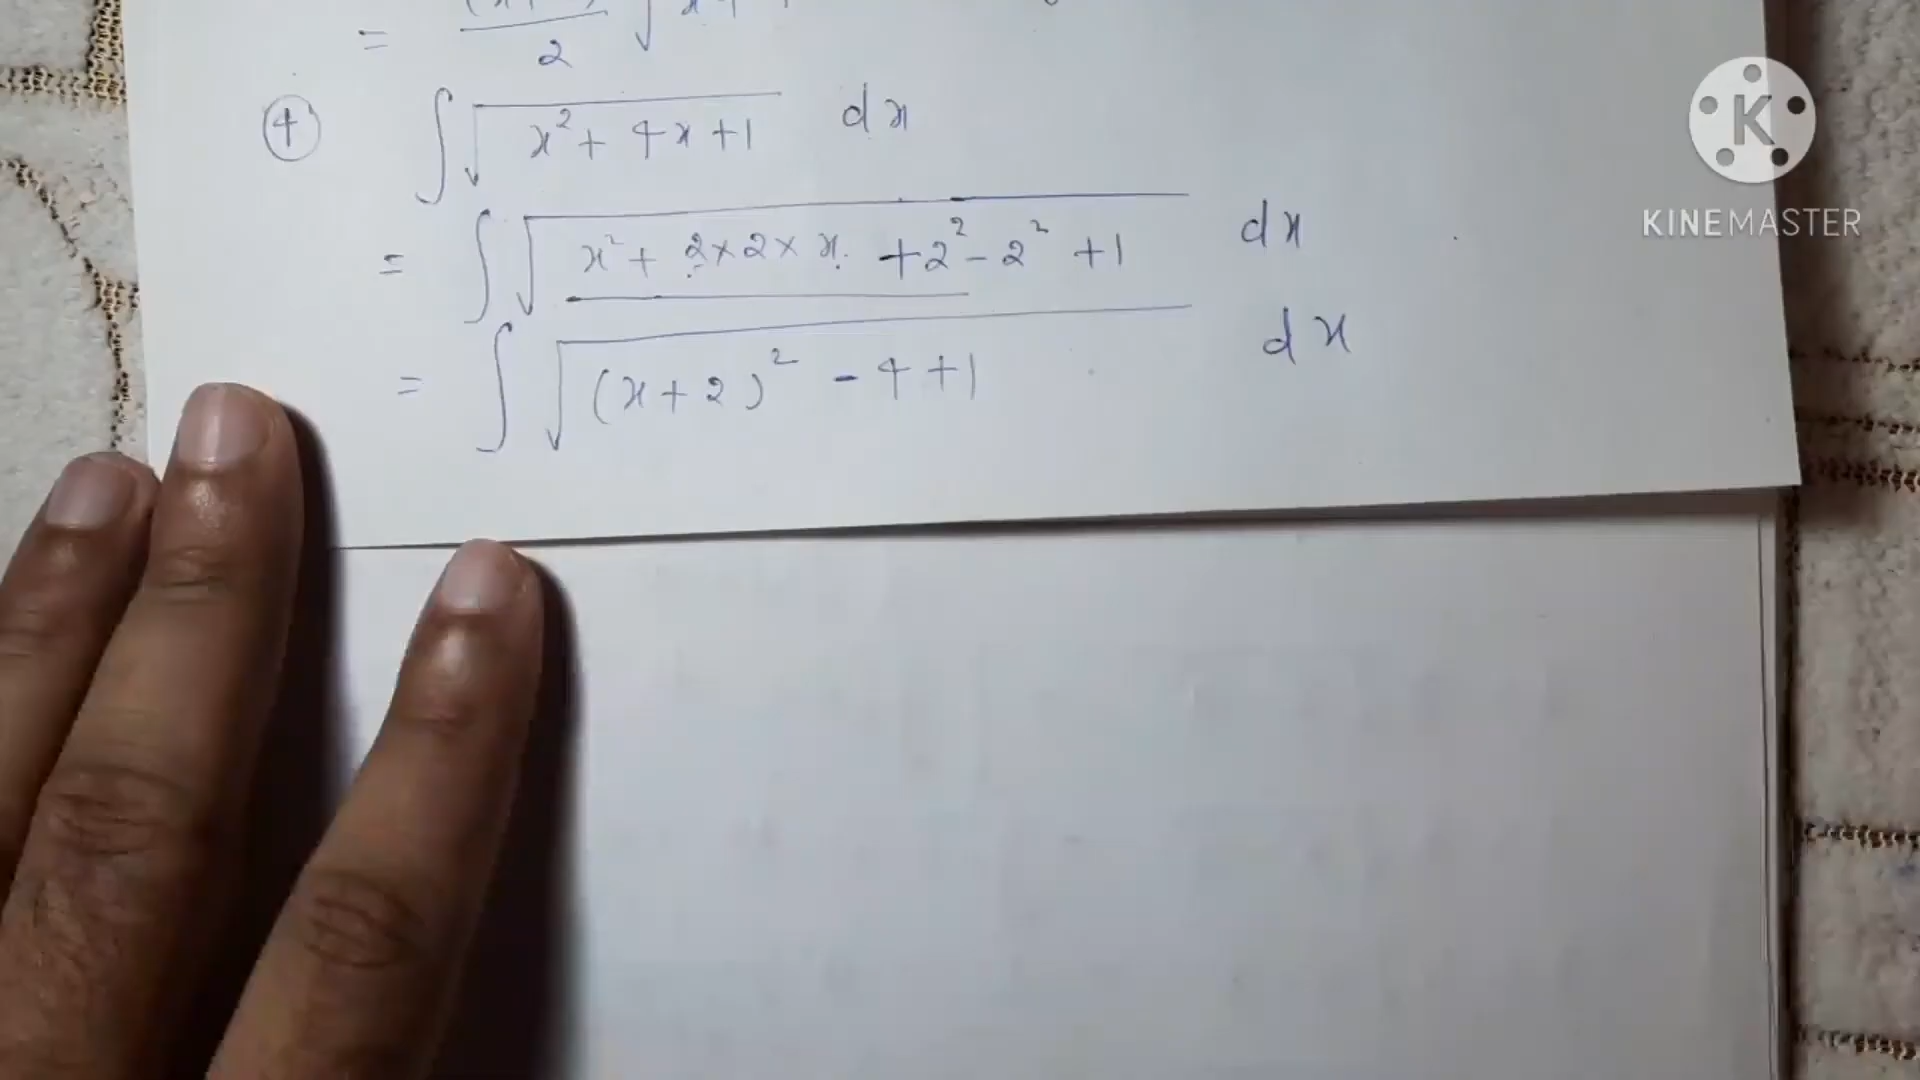 = 2 √
④ ∫ √x² + 4x + 1 dx
= ∫ √x² + 2×2×x + 2² - 2² + 1 dx
= ∫ √(x+2)² - 4 + 1 dx
K
KINEMASTER